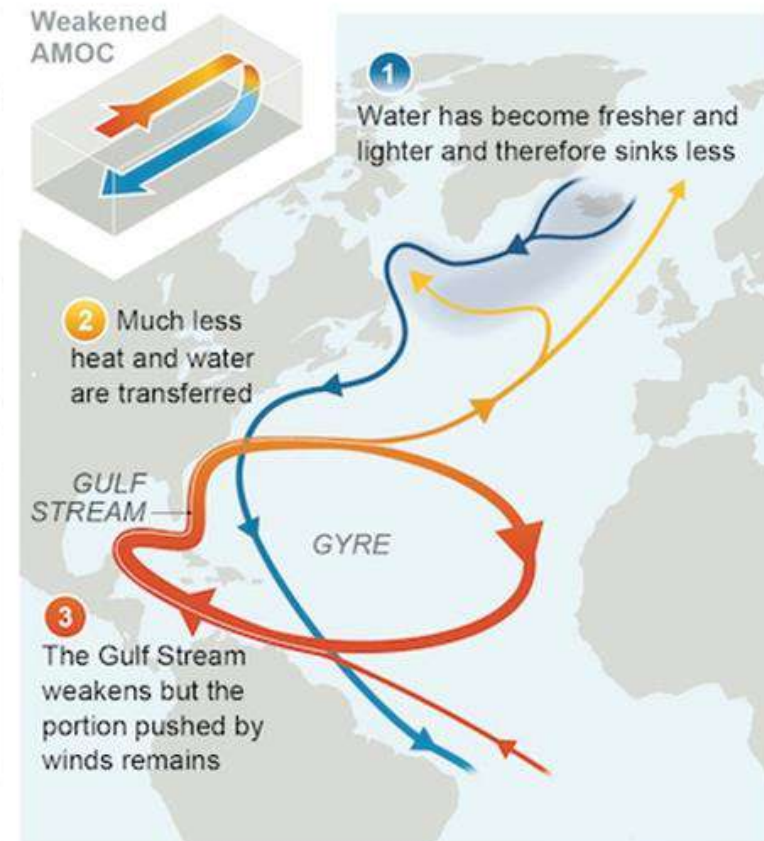 Weakened
AMOC
1
Water has become fresher and
lighter and therefore sinks less
2 Much less
heat and water
are transferred
GULF
STREAM
GYRE
3
The Gulf Stream
weakens but the
portion pushed by
winds remains